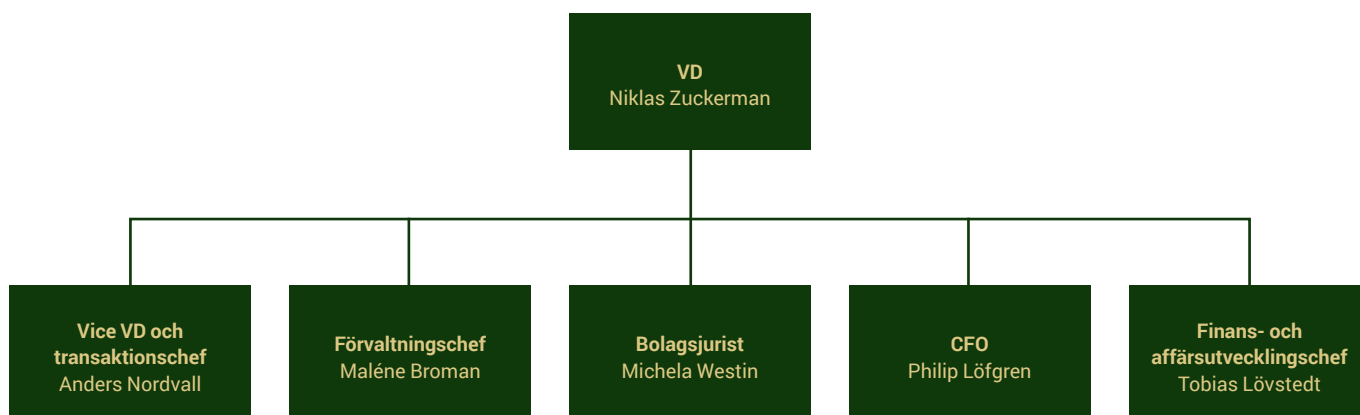 VD
Niklas Zuckerman
Vice VD och
transaktionschef
Anders Nordvall
Förvaltningschef
Maléne Broman
Bolagsjurist
Michela Westin
CFO
Philip Löfgren
Finans- och
affärsutvecklingschef
Tobias Lövstedt